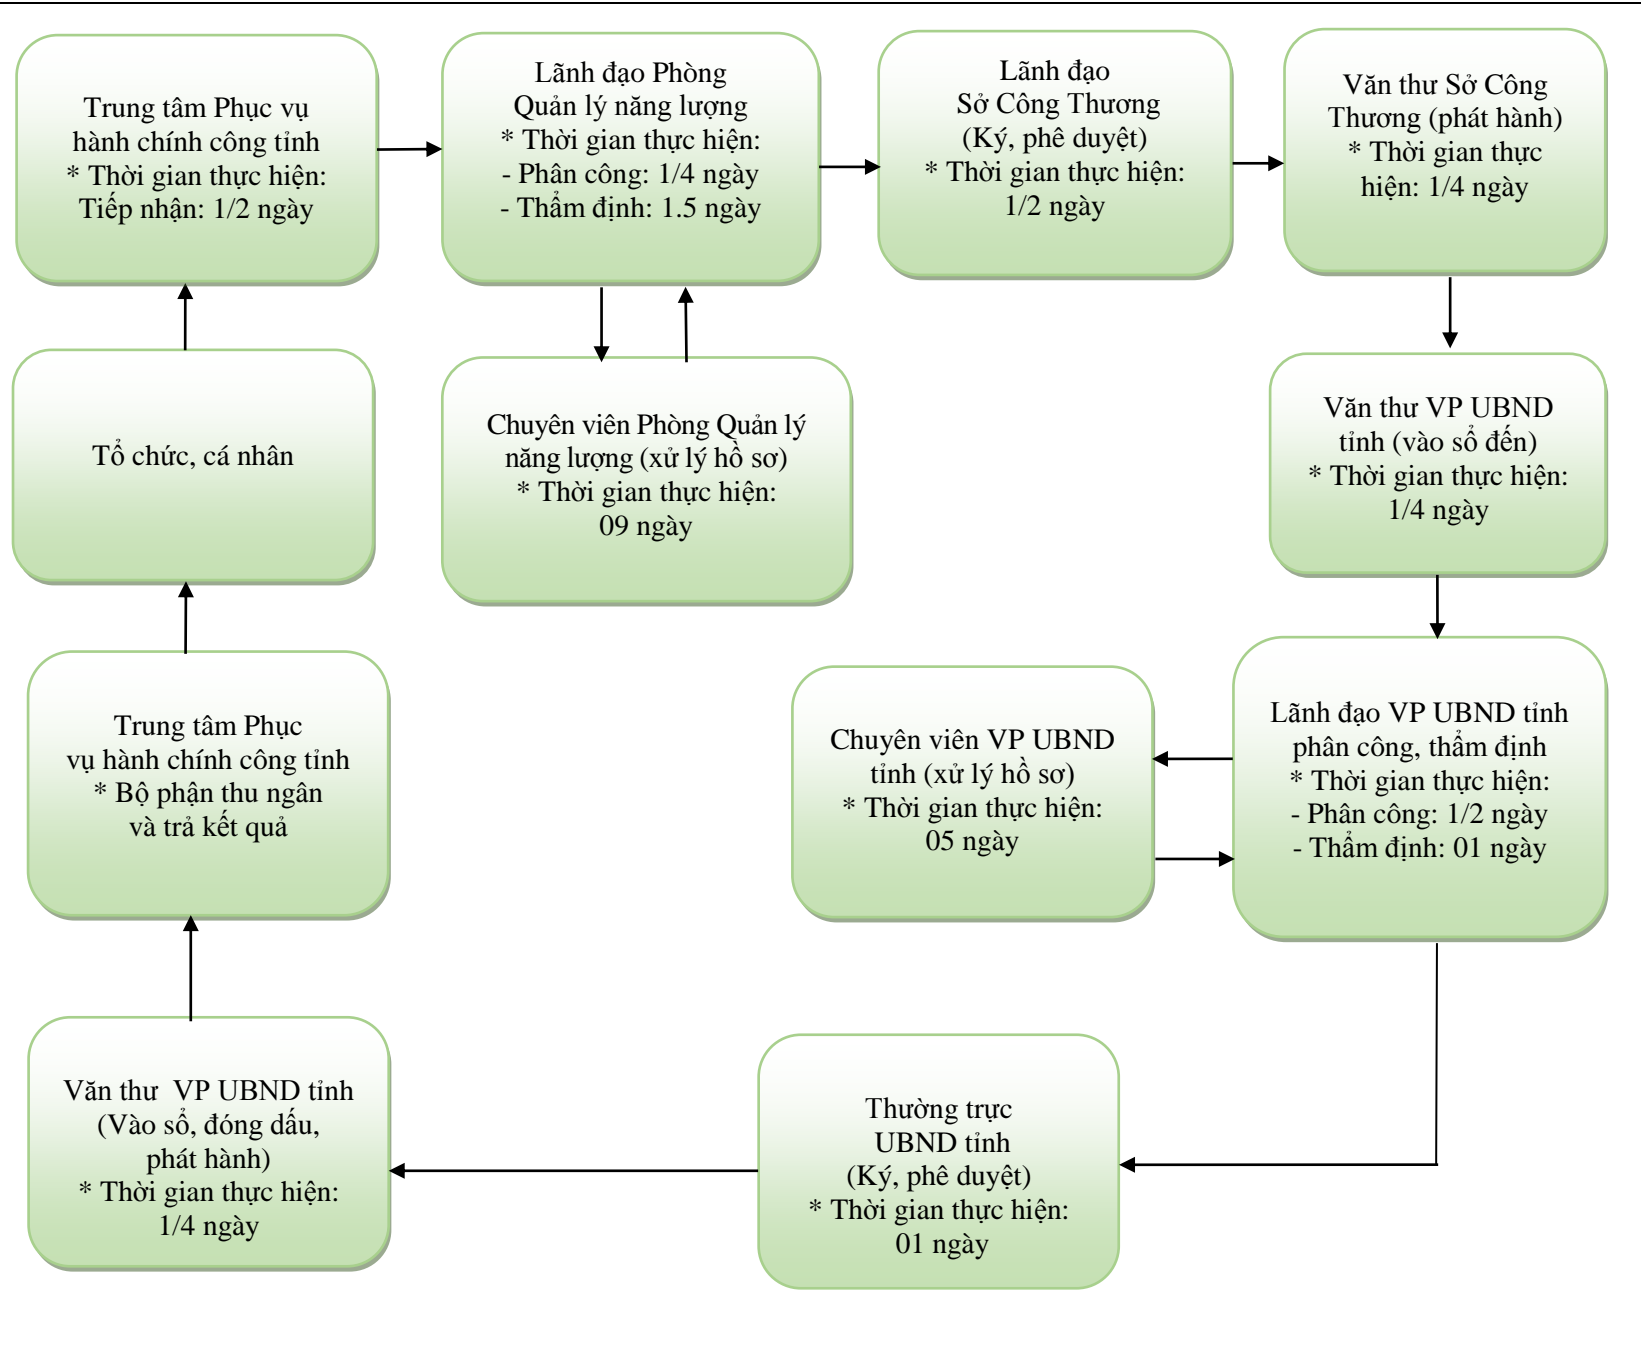 Trung tâm Phục vụ
hành chính công tỉnh
* Thời gian thực hiện:
Tiếp nhận: 1/2 ngày
Lãnh đạo Phòng
Quản lý năng lượng
* Thời gian thực hiện:
- Phân công: 1/4 ngày
- Thẩm định: 1.5 ngày
Lãnh đạo
Sở Công Thương
(Ký, phê duyệt)
* Thời gian thực hiện:
1/2 ngày
Văn thư Sở Công
Thương (phát hành)
* Thời gian thực
hiện: 1/4 ngày
Tổ chức, cá nhân
Chuyên viên Phòng Quản lý
năng lượng (xử lý hồ sơ)
* Thời gian thực hiện:
09 ngày
Văn thư VP UBND
tỉnh (vào sổ đến)
* Thời gian thực hiện:
1/4 ngày
Trung tâm Phục
vụ hành chính công tỉnh
* Bộ phận thu ngân
và trả kết quả
Chuyên viên VP UBND
tỉnh (xử lý hồ sơ)
* Thời gian thực hiện:
05 ngày
Lãnh đạo VP UBND tỉnh
phân công, thẩm định
* Thời gian thực hiện:
- Phân công: 1/2 ngày
- Thẩm định: 01 ngày
Văn thư VP UBND tỉnh
(Vào sổ, đóng dấu,
phát hành)
* Thời gian thực hiện:
1/4 ngày
Thường trực
UBND tỉnh
(Ký, phê duyệt)
* Thời gian thực hiện:
01 ngày